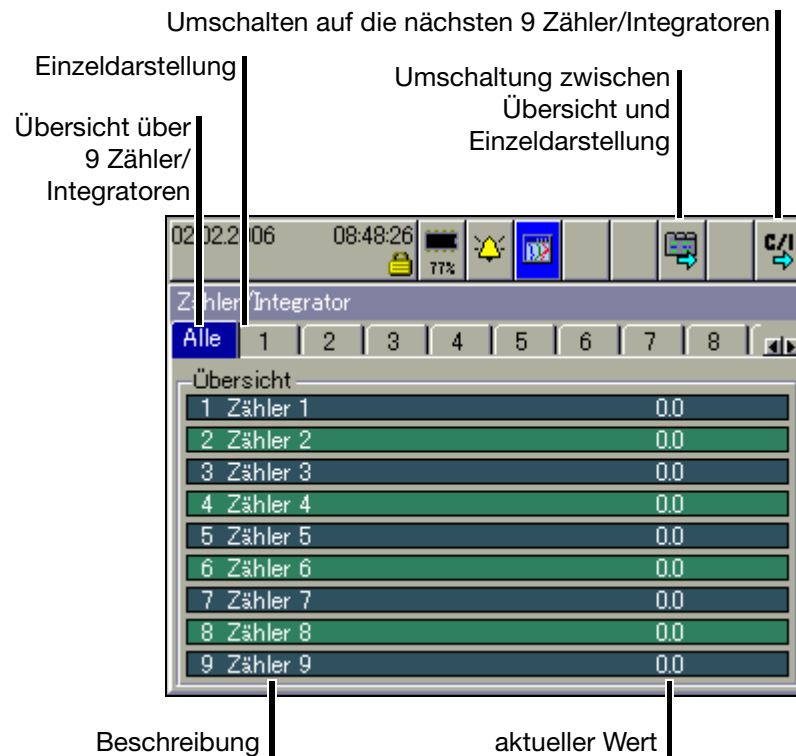 Umschalten auf die nächsten 9 Zähler/Integratoren
Einzeldarstellung
Umschaltung zwischen
Übersicht und
Einzeldarstellung
Übersicht über
9 Zähler/
Integratoren
02.02.2006 08:48:26
77%
C/I
Zähler/Integrator
Alle 1 2 3 4 5 6 7 8
Übersicht
1 Zähler 1 0.0
2 Zähler 2 0.0
3 Zähler 3 0.0
4 Zähler 4 0.0
5 Zähler 5 0.0
6 Zähler 6 0.0
7 Zähler 7 0.0
8 Zähler 8 0.0
9 Zähler 9 0.0
Beschreibung
aktueller Wert